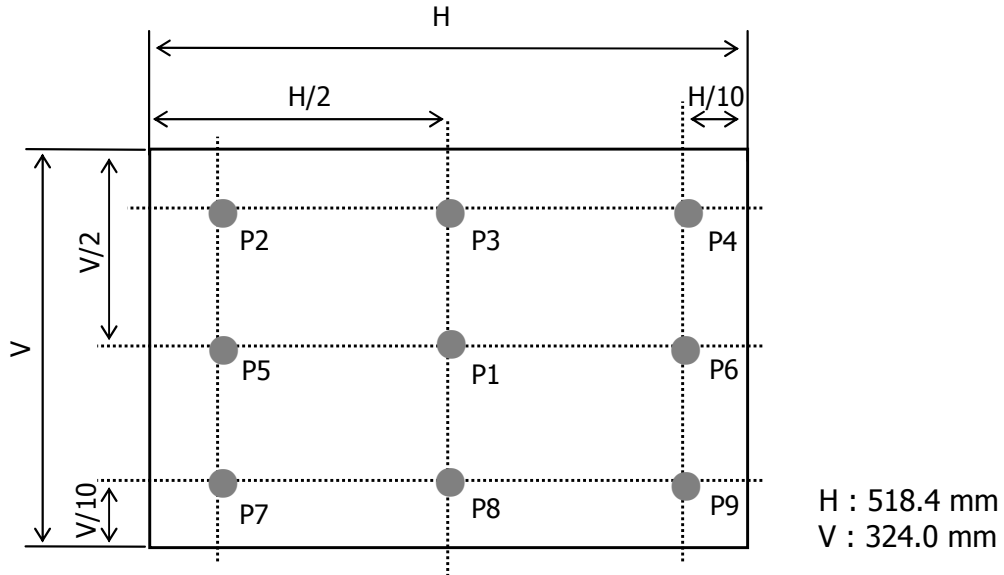 H
H/2
H/10
P2
P3
P4
V/2
V
P5
P1
P6
V/10
P7
P8
P9
H : 518.4 mm
V : 324.0 mm